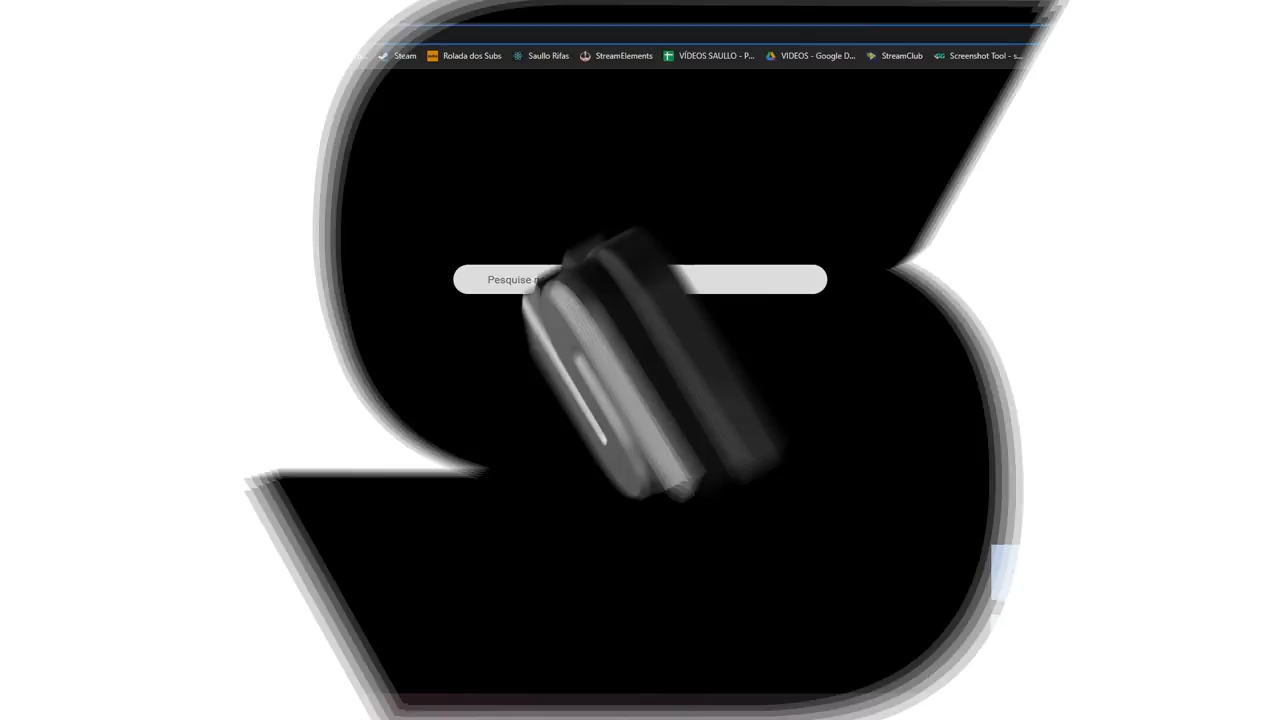 Steam Rolada dos Subs Saullo Rifas StreamElements VÍDEOS SAULLO - P... VIDEOS - Google D... StreamClub Screenshot Tool - s...
Pesquise